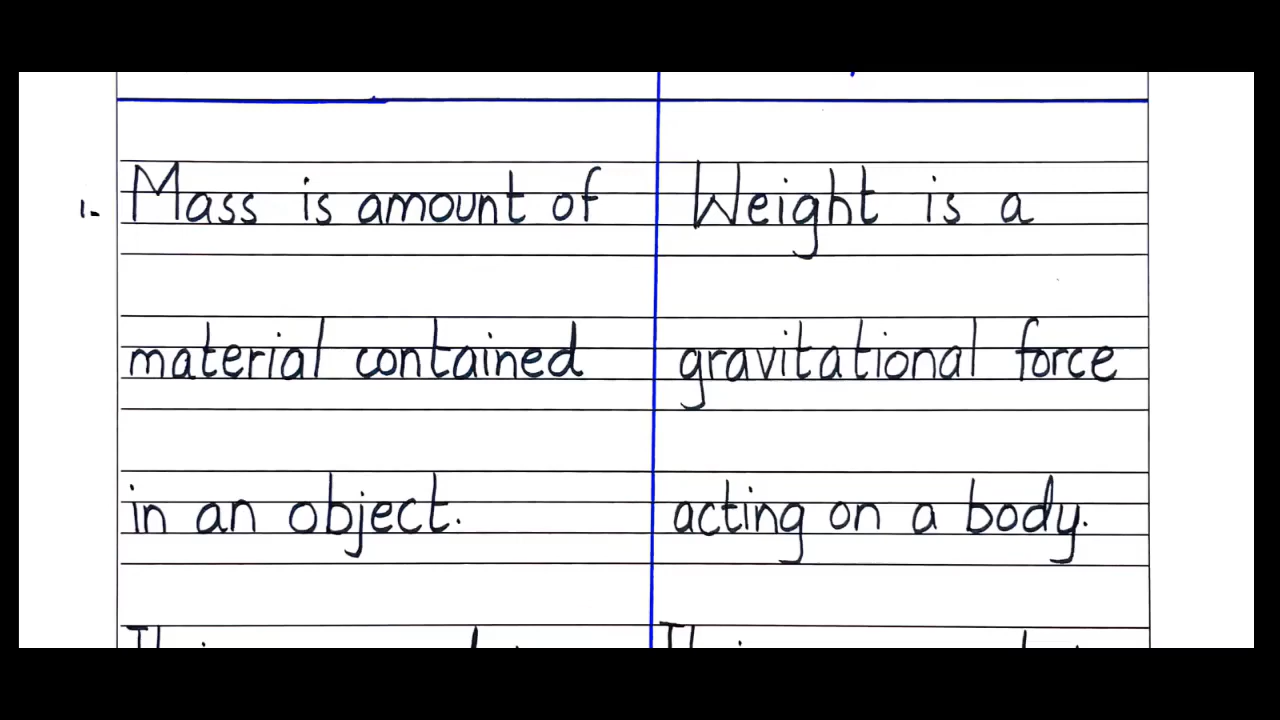 1. Mass is amount of
material contained
in an object.
Weight is a
gravitational force
acting on a body.